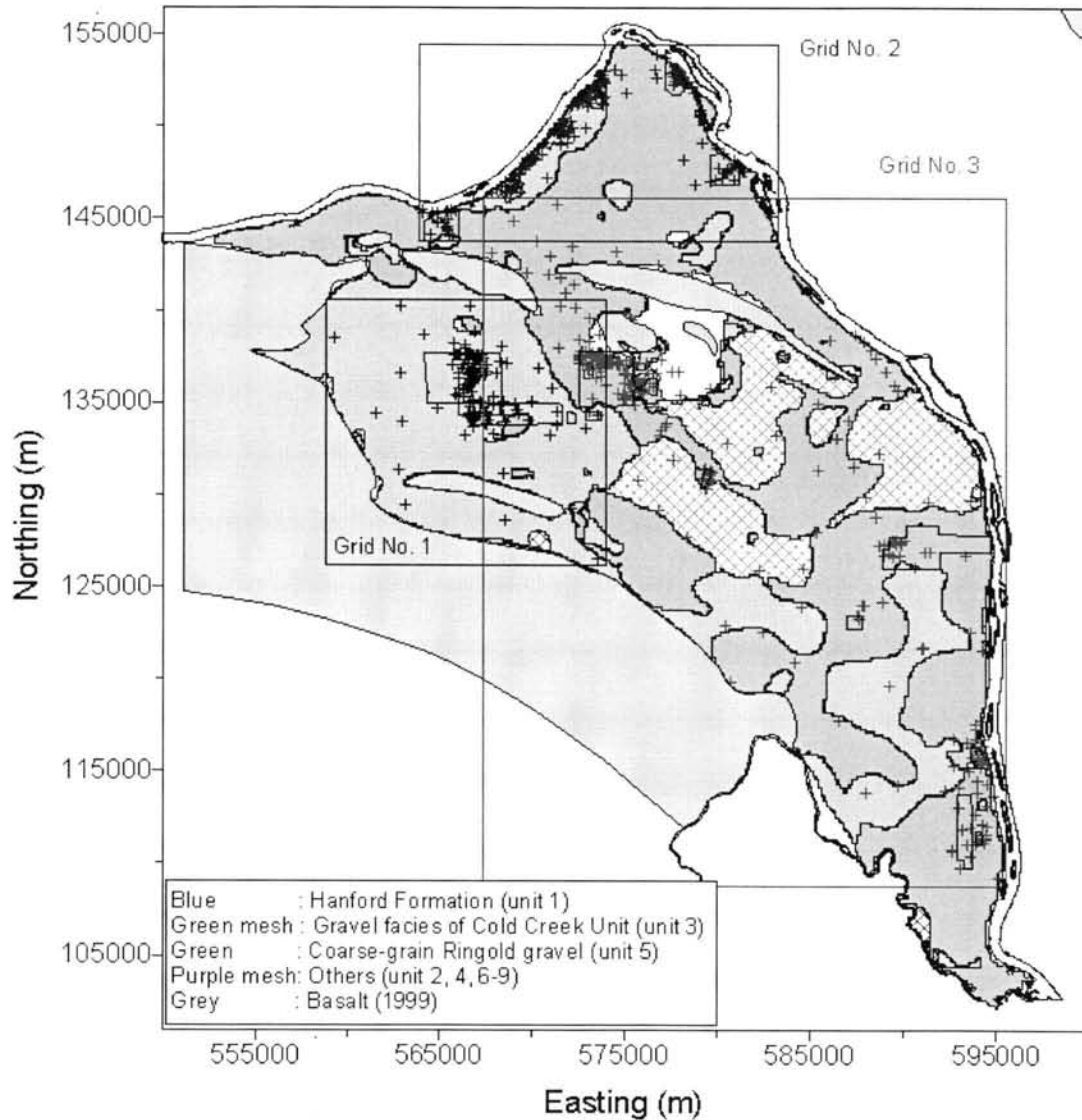 155000
145000
135000
125000
115000
105000
Northing (m)
Grid No. 2
Grid No. 3
Grid No. 1
Blue : Hanford Formation (unit 1)
Green mesh : Gravel facies of Cold Creek Unit (unit 3)
Green : Coarse-grain Ringold gravel (unit 5)
Purple mesh: Others (unit 2, 4, 6-9)
Grey : Basalt (1999)
555000 565000 575000 585000 595000
Easting (m)